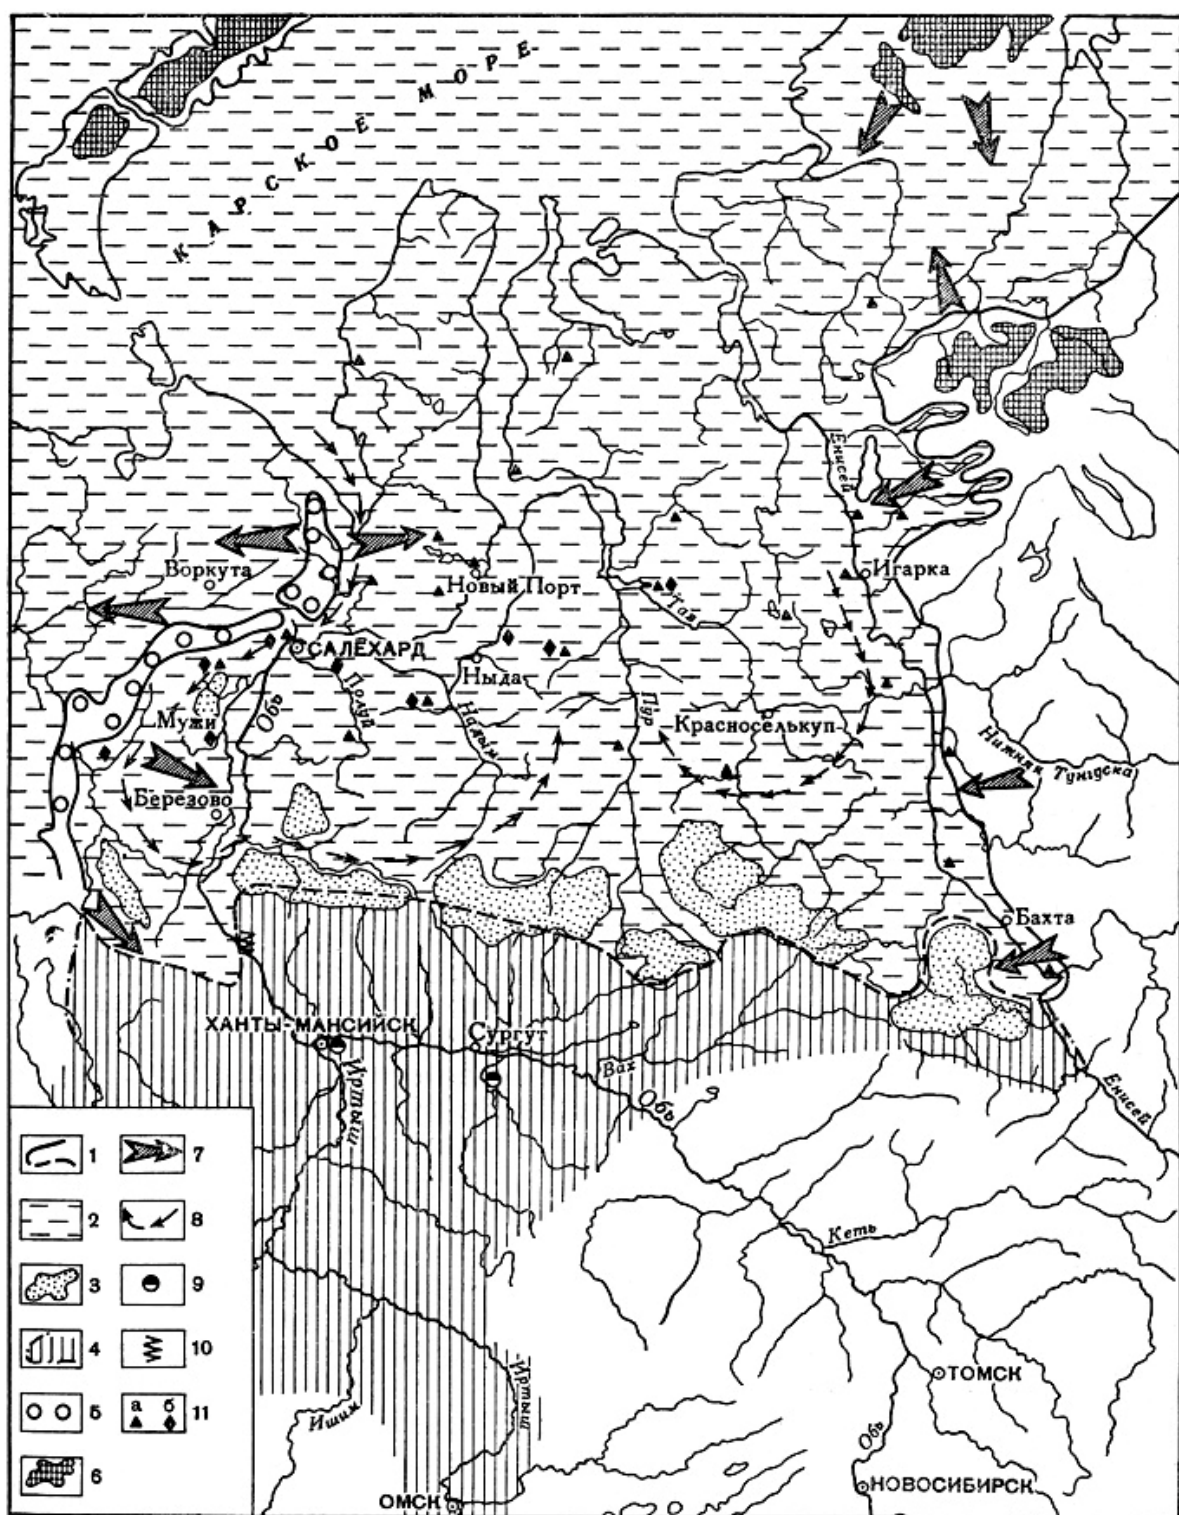 КАРСКОЕ МОРЕ
Енисей
Воркута
Новый Порт
Игарка
Таз
САЛЕХАРД
Ныда
Полуй
Мужи
Обь
Надым
Пур
Красноселькуп
Нижняя Тунгуска
Березово
Бахта
ХАНТЫ-МАНСИЙСК
Сургут
Иртыш
Вах
Обь
Енисей
Кеть
Иртыш
Ишим
ТОМСК
Обь
НОВОСИБИРСК
ОМСК
1 7
2 8
3 9
4 10
5 а б 11
6